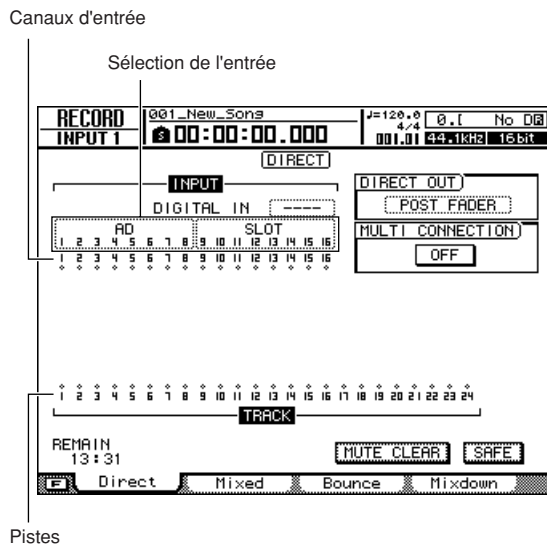 Canaux d'entrée
Sélection de l'entrée
RECORD
INPUT 1
001_New_Song
S 00:00:00.000
♩=120.0
4/4
001.01
0.[ No D
44.1kHz 16bit
DIRECT
INPUT
DIGITAL IN ----
AD SLOT
1 2 3 4 5 6 7 8 9 10 11 12 13 14 15 16
1 2 3 4 5 6 7 8 9 10 11 12 13 14 15 16
DIRECT OUT
POST FADER
MULTI CONNECTION
OFF
1 2 3 4 5 6 7 8 9 10 11 12 13 14 15 16 17 18 19 20 21 22 23 24
TRACK
REMAIN
13:31
MUTE CLEAR SAFE
F Direct Mixed Bounce Mixdown
Pistes